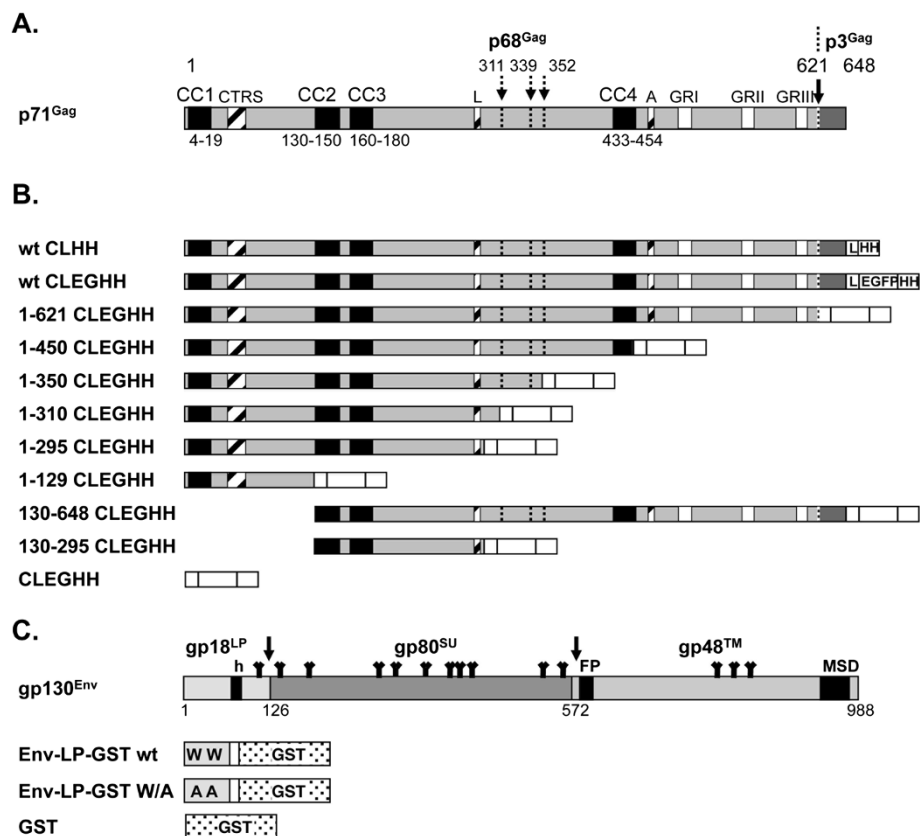 A.
p68Gag p3Gag
1 311 339 352 621 648
CC1 CTRS CC2 CC3 L CC4 A GRI GRII GRIII
p71Gag
4-19 130-150 160-180 433-454
B.
wt CLHH L HH
wt CLEGHH L EGFP HH
1-621 CLEGHH
1-450 CLEGHH
1-350 CLEGHH
1-310 CLEGHH
1-295 CLEGHH
1-129 CLEGHH
130-648 CLEGHH
130-295 CLEGHH
CLEGHH
C.
gp18LP gp80SU gp48TM
h FP MSD
gp130Env
1 126 572 988
Env-LP-GST wt W W GST
Env-LP-GST W/A A A GST
GST GST